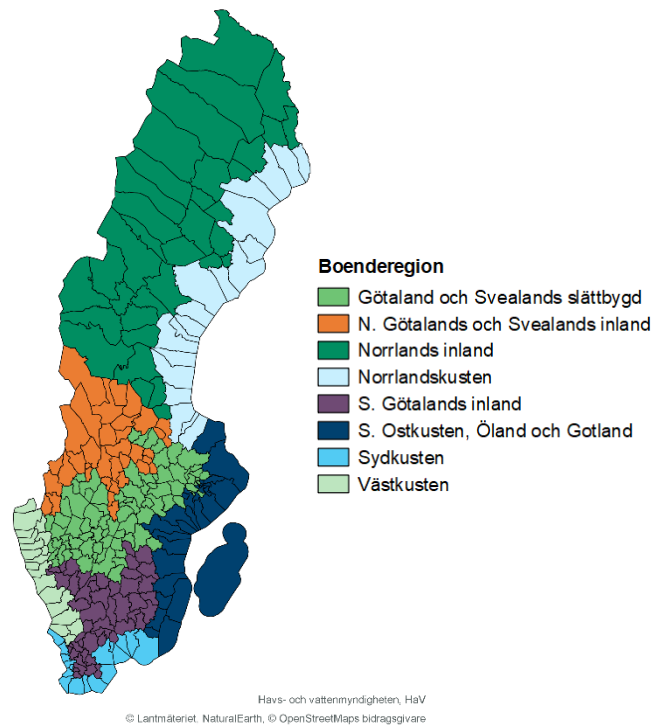 Boenderegion
Götaland och Svealands slättbygd
N. Götalands och Svealands inland
Norrlands inland
Norrlandskusten
S. Götalands inland
S. Ostkusten, Öland och Gotland
Sydkusten
Västkusten
Havs- och vattenmyndigheten, HaV
© Lantmäteriet. NaturalEarth, © OpenStreetMaps bidragsgivare